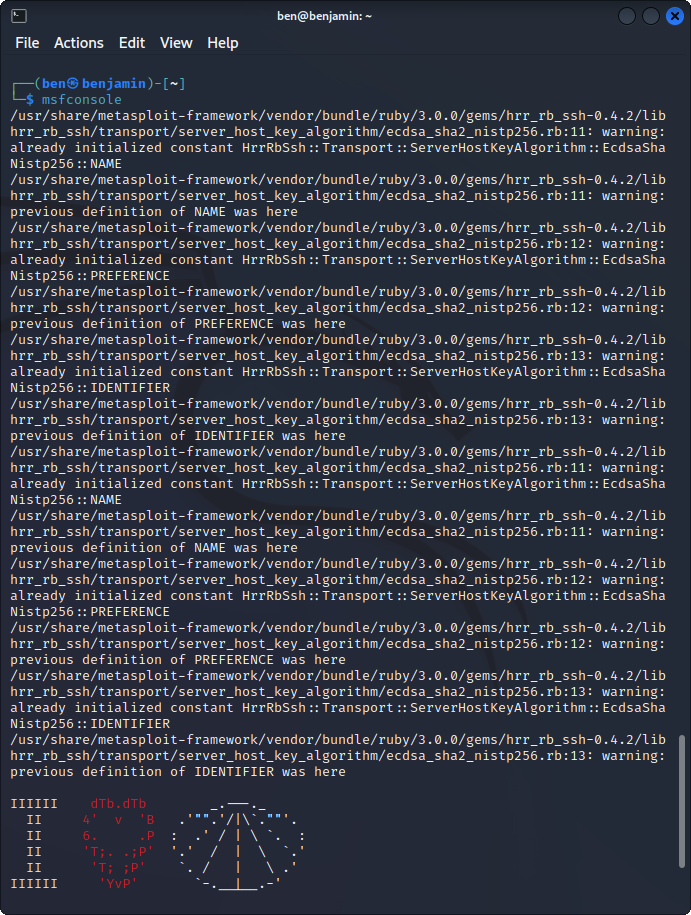 ben@benjamin: ~
File Actions Edit View Help
┌──(ben㉿benjamin)-[~]
└─$ msfconsole
/usr/share/metasploit-framework/vendor/bundle/ruby/3.0.0/gems/hrr_rb_ssh-0.4.2/lib
hrr_rb_ssh/transport/server_host_key_algorithm/ecdsa_sha2_nistp256.rb:11: warning:
already initialized constant HrrRbSsh::Transport::ServerHostKeyAlgorithm::EcdsaSha
Nistp256::NAME
/usr/share/metasploit-framework/vendor/bundle/ruby/3.0.0/gems/hrr_rb_ssh-0.4.2/lib
hrr_rb_ssh/transport/server_host_key_algorithm/ecdsa_sha2_nistp256.rb:11: warning:
previous definition of NAME was here
/usr/share/metasploit-framework/vendor/bundle/ruby/3.0.0/gems/hrr_rb_ssh-0.4.2/lib
hrr_rb_ssh/transport/server_host_key_algorithm/ecdsa_sha2_nistp256.rb:12: warning:
already initialized constant HrrRbSsh::Transport::ServerHostKeyAlgorithm::EcdsaSha
Nistp256::PREFERENCE
/usr/share/metasploit-framework/vendor/bundle/ruby/3.0.0/gems/hrr_rb_ssh-0.4.2/lib
hrr_rb_ssh/transport/server_host_key_algorithm/ecdsa_sha2_nistp256.rb:12: warning:
previous definition of PREFERENCE was here
/usr/share/metasploit-framework/vendor/bundle/ruby/3.0.0/gems/hrr_rb_ssh-0.4.2/lib
hrr_rb_ssh/transport/server_host_key_algorithm/ecdsa_sha2_nistp256.rb:13: warning:
already initialized constant HrrRbSsh::Transport::ServerHostKeyAlgorithm::EcdsaSha
Nistp256::IDENTIFIER
/usr/share/metasploit-framework/vendor/bundle/ruby/3.0.0/gems/hrr_rb_ssh-0.4.2/lib
hrr_rb_ssh/transport/server_host_key_algorithm/ecdsa_sha2_nistp256.rb:13: warning:
previous definition of IDENTIFIER was here
/usr/share/metasploit-framework/vendor/bundle/ruby/3.0.0/gems/hrr_rb_ssh-0.4.2/lib
hrr_rb_ssh/transport/server_host_key_algorithm/ecdsa_sha2_nistp256.rb:11: warning:
already initialized constant HrrRbSsh::Transport::ServerHostKeyAlgorithm::EcdsaSha
Nistp256::NAME
/usr/share/metasploit-framework/vendor/bundle/ruby/3.0.0/gems/hrr_rb_ssh-0.4.2/lib
hrr_rb_ssh/transport/server_host_key_algorithm/ecdsa_sha2_nistp256.rb:11: warning:
previous definition of NAME was here
/usr/share/metasploit-framework/vendor/bundle/ruby/3.0.0/gems/hrr_rb_ssh-0.4.2/lib
hrr_rb_ssh/transport/server_host_key_algorithm/ecdsa_sha2_nistp256.rb:12: warning:
already initialized constant HrrRbSsh::Transport::ServerHostKeyAlgorithm::EcdsaSha
Nistp256::PREFERENCE
/usr/share/metasploit-framework/vendor/bundle/ruby/3.0.0/gems/hrr_rb_ssh-0.4.2/lib
hrr_rb_ssh/transport/server_host_key_algorithm/ecdsa_sha2_nistp256.rb:12: warning:
previous definition of PREFERENCE was here
/usr/share/metasploit-framework/vendor/bundle/ruby/3.0.0/gems/hrr_rb_ssh-0.4.2/lib
hrr_rb_ssh/transport/server_host_key_algorithm/ecdsa_sha2_nistp256.rb:13: warning:
already initialized constant HrrRbSsh::Transport::ServerHostKeyAlgorithm::EcdsaSha
Nistp256::IDENTIFIER
/usr/share/metasploit-framework/vendor/bundle/ruby/3.0.0/gems/hrr_rb_ssh-0.4.2/lib
hrr_rb_ssh/transport/server_host_key_algorithm/ecdsa_sha2_nistp256.rb:13: warning:
previous definition of IDENTIFIER was here
IIIIII    dTb.dTb        _.---._
  II     4'  v  'B   .'"".'/|\`.""'.
  II     6.     .P  :  .' / | \ `.  :
  II     'T;. .;P'  '.'  /  |  \  `.'
  II      'T; ;P'    `. /   |   \ .'
IIIIII     'YvP'       `-.__|__.-'